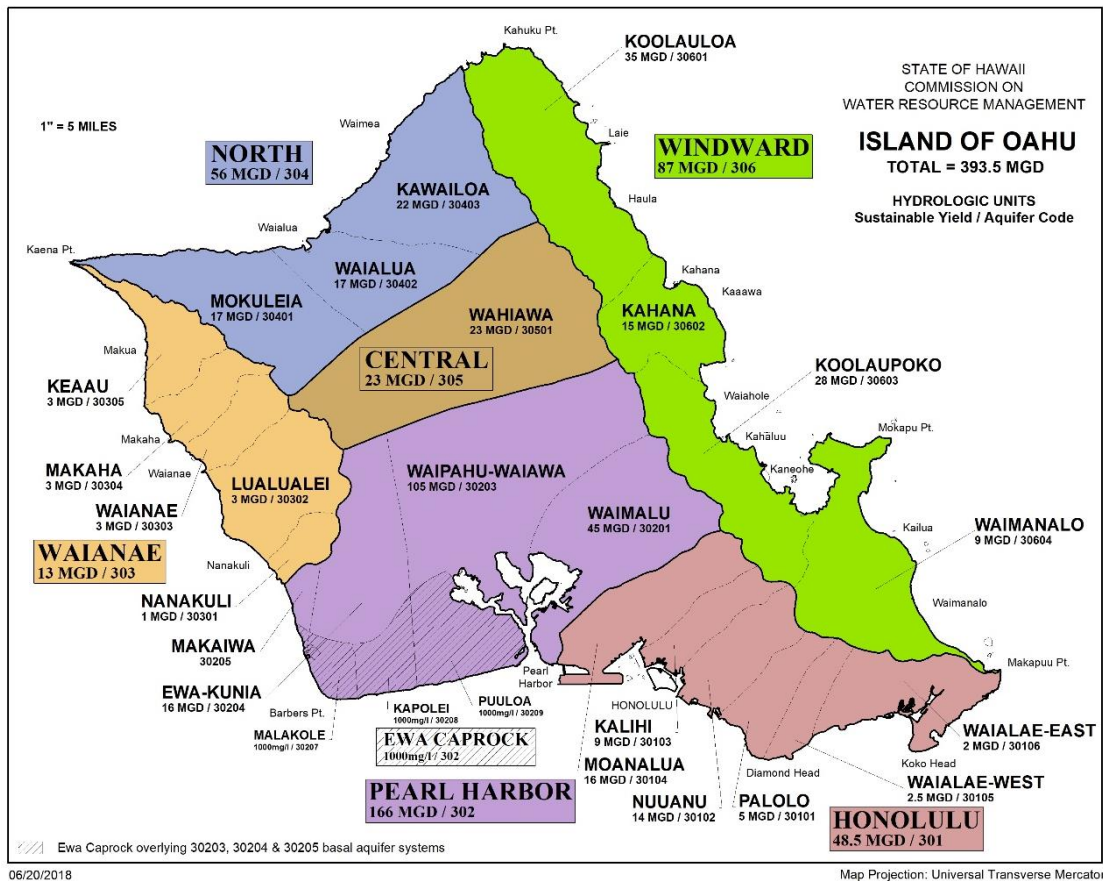 Kahuku Pt.
KOOLAULOA
35 MGD / 30601
STATE OF HAWAII
COMMISSION ON
WATER RESOURCE MANAGEMENT
ISLAND OF OAHU
TOTAL = 393.5 MGD
HYDROLOGIC UNITS
Sustainable Yield / Aquifer Code
1" = 5 MILES
Waimea
Laie
NORTH
56 MGD / 304
WINDWARD
87 MGD / 306
KAWAILOA
22 MGD / 30403
Haula
Waialua
Kaena Pt.
WAIALUA
17 MGD / 30402
Kahana
Kaaawa
MOKULEIA
17 MGD / 30401
WAHIAWA
23 MGD / 30501
KAHANA
15 MGD / 30602
Makua
CENTRAL
23 MGD / 305
KOOLAUPOKO
28 MGD / 30603
KEAAU
3 MGD / 30305
Waiahole
Makaha
Kahāluu
Mokapu Pt.
MAKAHA
3 MGD / 30304
Waianae
Kaneohe
LUALUALEI
3 MGD / 30302
WAIPAHU-WAIAWA
105 MGD / 30203
WAIANAE
3 MGD / 30303
WAIMALU
45 MGD / 30201
Kailua
WAIMANALO
9 MGD / 30604
WAIANAE
13 MGD / 303
Nanakuli
NANAKULI
1 MGD / 30301
Waimanalo
MAKAIWA
30205
Makapuu Pt.
Pearl
Harbor
EWA-KUNIA
16 MGD / 30204
PUULOA
1000mg/l / 30209
KAPOLEI
1000mg/l / 30208
Barbers Pt.
MALAKOLE
1000mg/l / 30207
HONOLULU
KALIHI
9 MGD / 30103
WAIALAE-EAST
2 MGD / 30106
EWA CAPROCK
1000mg/l / 302
MOANALUA
16 MGD / 30104
Koko Head
Diamond Head
WAIALAE-WEST
2.5 MGD / 30105
PEARL HARBOR
166 MGD / 302
NUUANU
14 MGD / 30102
PALOLO
5 MGD / 30101
HONOLULU
48.5 MGD / 301
Ewa Caprock overlying 30203, 30204 & 30205 basal aquifer systems
06/20/2018
Map Projection: Universal Transverse Mercator